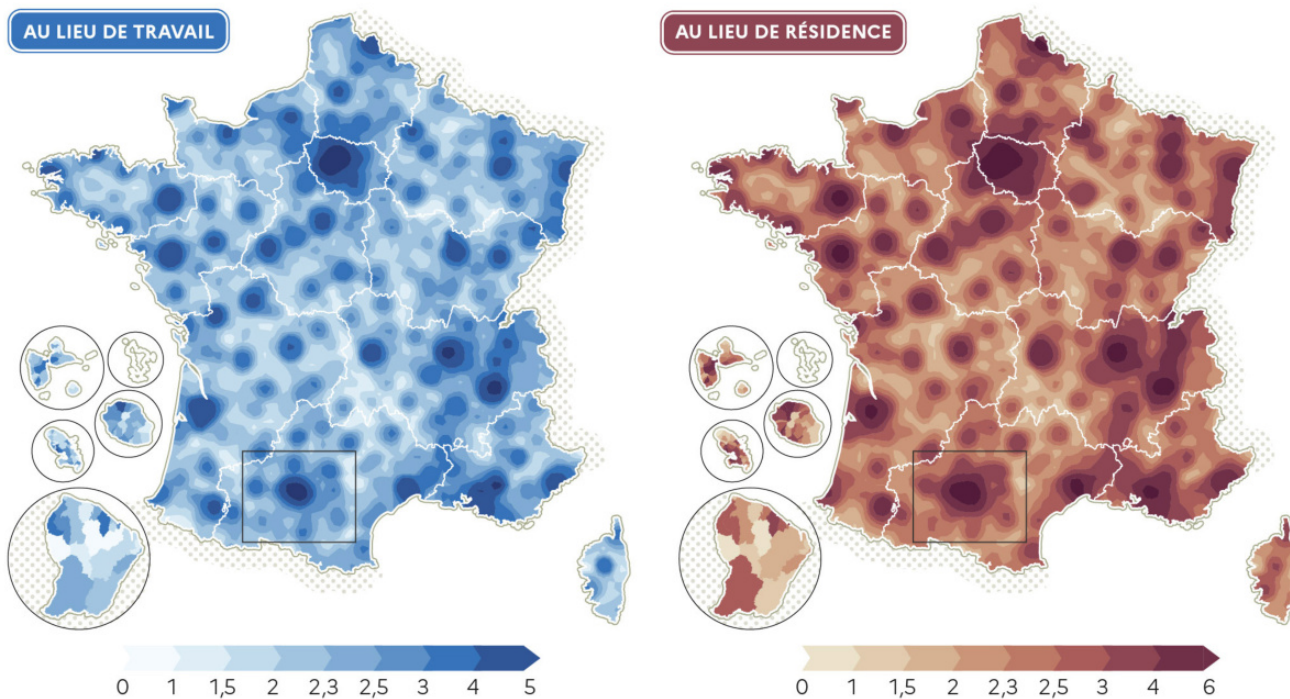 AU LIEU DE TRAVAIL
AU LIEU DE RÉSIDENCE
0 1 1,5 2 2,3 2,5 3 4 5
0 1 1,5 2 2,3 2,5 3 4 6